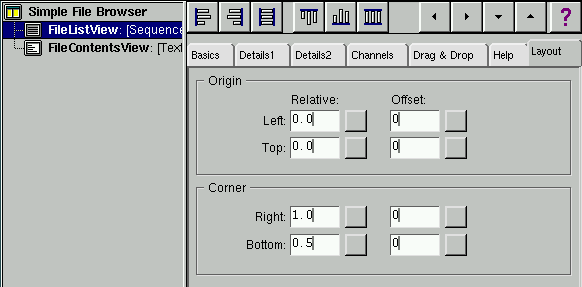 Simple File Browser
FileListView: [Sequence
FileContentsView: [Text
?
Basics Details1 Details2 Channels Drag & Drop Help Layout
Origin
Relative: Offset:
Left: 0.0 0
Top: 0.0 0
Corner
Right: 1.0 0
Bottom: 0.5 0